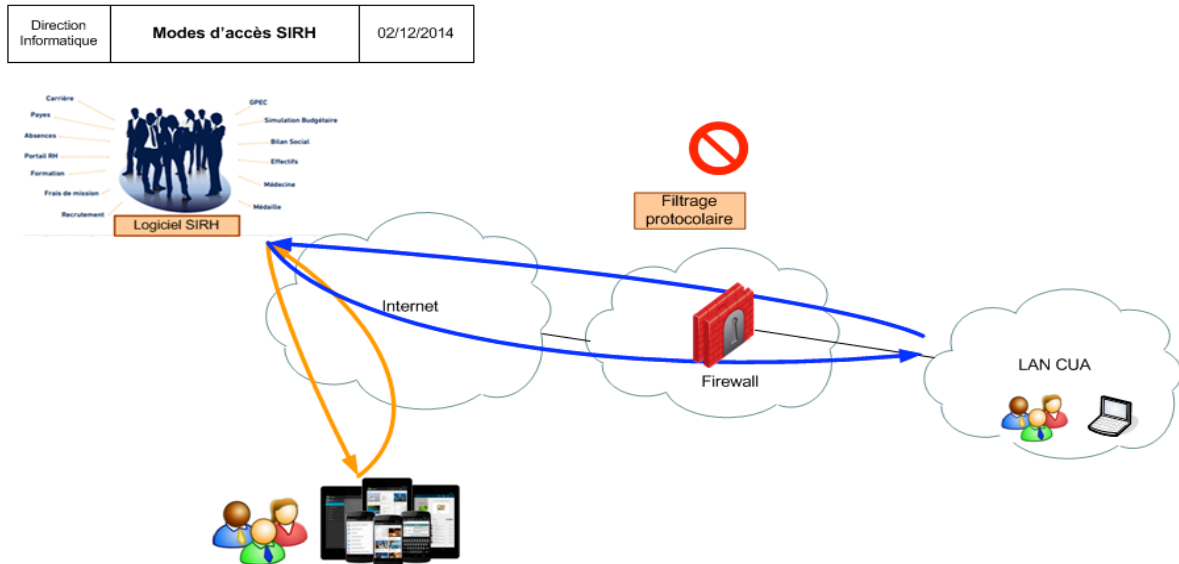 Direction
Informatique
Modes d'accès SIRH
02/12/2014
Carrière
Payes
Absences
Portail RH
Formation
Frais de mission
Recrutement
GPEC
Simulation Budgétaire
Bilan Social
Effectifs
Médecine
Médaille
Logiciel SIRH
Filtrage
protocolaire
Internet
Firewall
LAN CUA